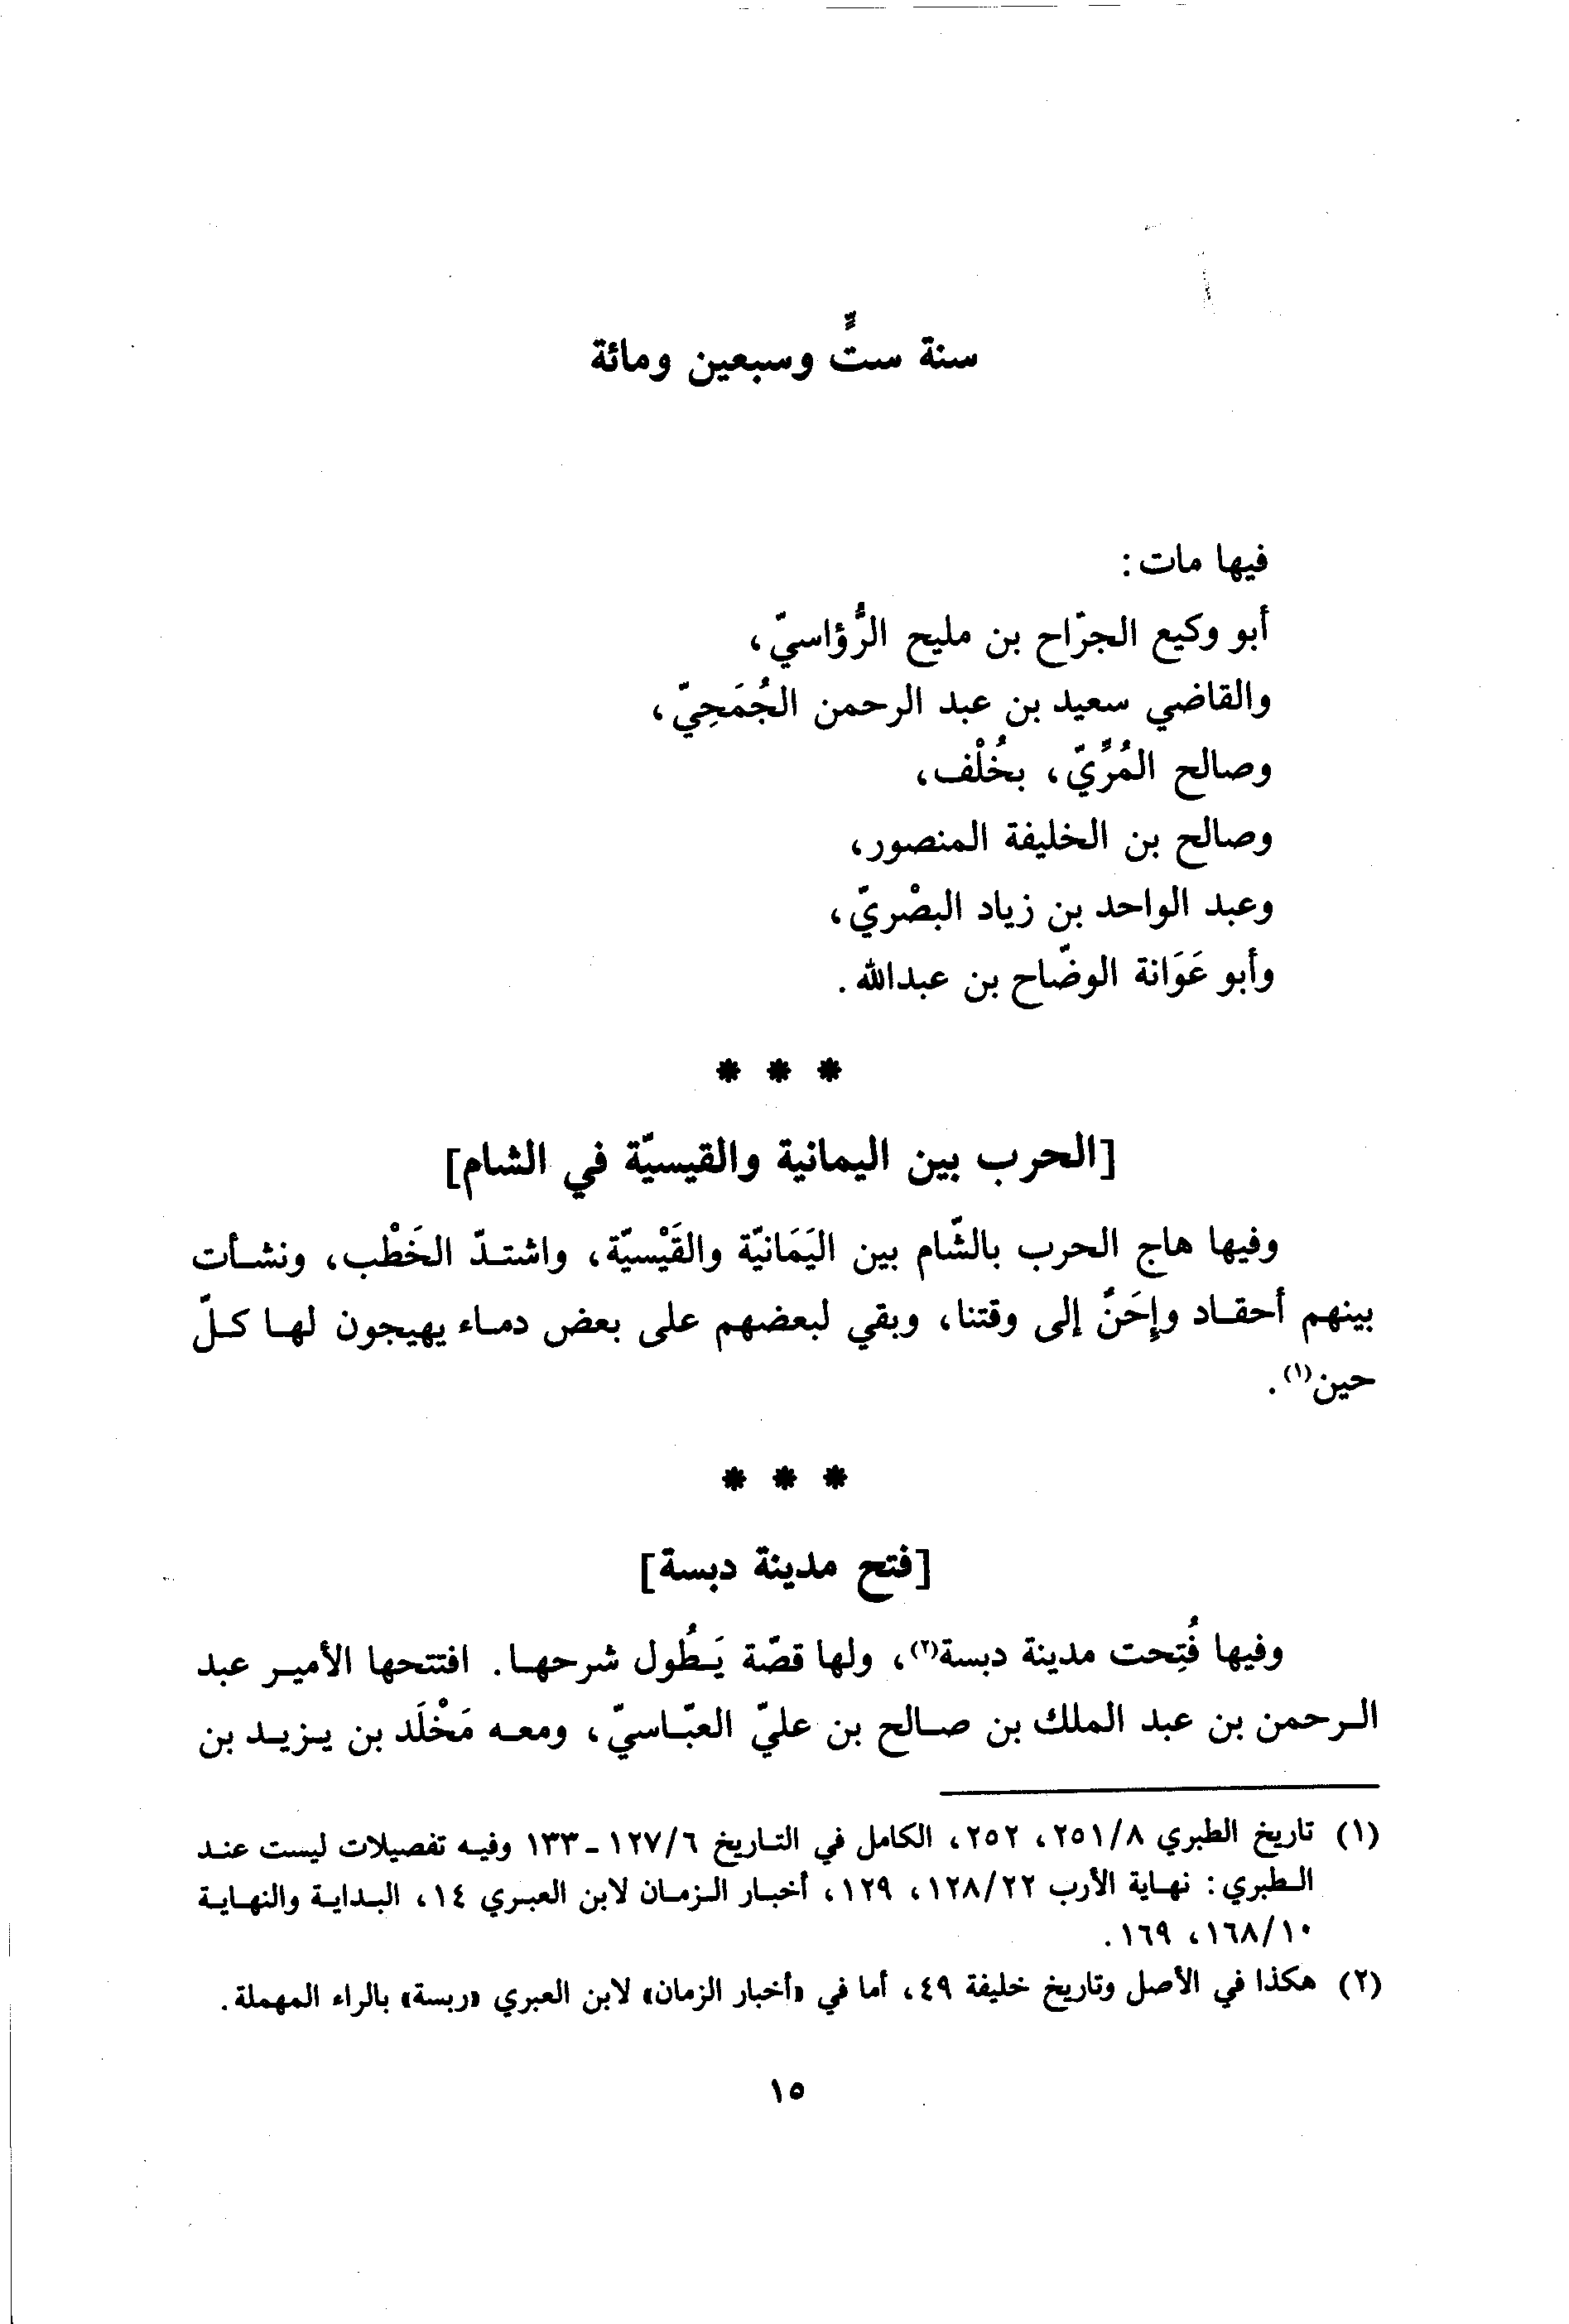 سنة ستٍّ وسبعين ومائة
فيها مات:
أبو وكيع الجرّاح بن مليح الرُّؤاسيّ،
والقاضي سعيد بن عبد الرحمن الجُمَحِيّ،
وصالح المُرِّيّ، بخُلْف،
وصالح بن الخليفة المنصور،
وعبد الواحد بن زياد البصْريّ،
وأبو عَوَانة الوضّاح بن عبدالله.
* * *
[الحرب بين اليمانية والقيسيّة في الشام]
وفيها هاج الحرب بالشّام بين اليَمَانيّة والقَيْسيّة، واشتدّ الخَطْب، ونشأت
بينهم أحقاد وإِحَنٌ إلى وقتنا، وبقي لبعضهم على بعض دماء يهيجون لها كلّ
حين(١).
* * *
[فتح مدينة دبسة]
وفيها فُتِحت مدينة دبسة(٢)، ولها قصّة يَطُول شرحها. افتتحها الأمير عبد
الرحمن بن عبد الملك بن صالح بن عليّ العبّاسيّ، ومعه مَخْلَد بن يزيد بن
(١) تاريخ الطبري ٢٥١/٨، ٢٥٢، الكامل في التاريخ ١٢٧/٦ - ١٣٣ وفيه تفصيلات ليست عند
الطبري: نهاية الأرب ١٢٨/٢٢، ١٢٩، أخبار الزمان لابن العبري ١٤، البداية والنهاية
١٦٨/١٠، ١٦٩.
(٢) هكذا في الأصل وتاريخ خليفة ٤٩، أما في «أخبار الزمان» لابن العبري «ربسة» بالراء المهملة.
١٥